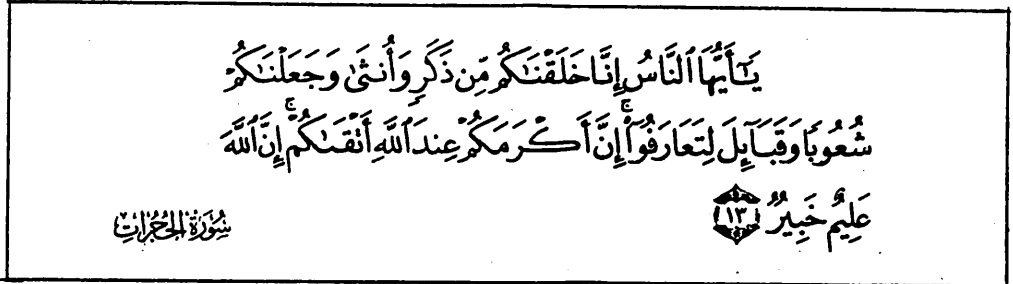 يَٰٓأَيُّهَا ٱلنَّاسُ إِنَّا خَلَقْنَٰكُم مِّن ذَكَرٍ وَأُنثَىٰ وَجَعَلْنَٰكُمْ
شُعُوبًا وَقَبَآئِلَ لِتَعَارَفُوٓا۟ ۚ إِنَّ أَكْرَمَكُمْ عِندَ ٱللَّهِ أَتْقَىٰكُمْ ۚ إِنَّ ٱللَّهَ
عَلِيمٌ خَبِيرٌ ١٣
سُورَةُ الحُجُرَاتِ